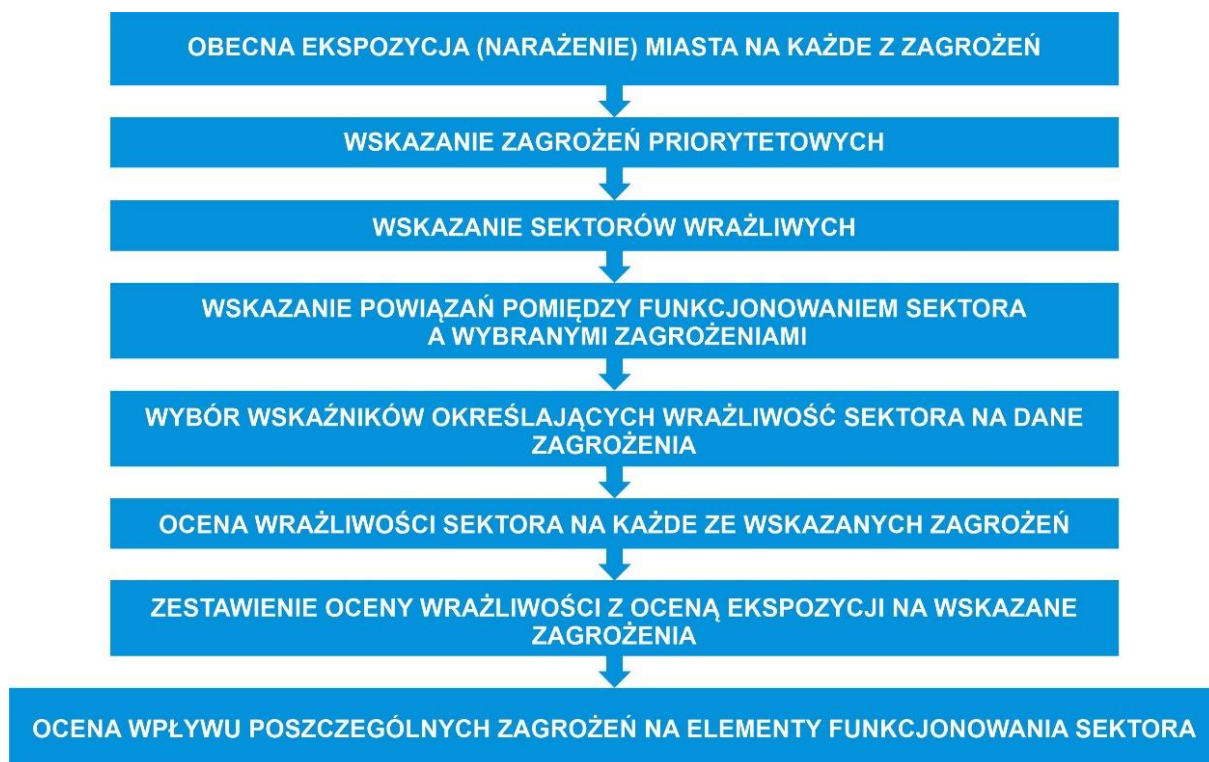 OBECNA EKSPOZYCJA (NARAŻENIE) MIASTA NA KAŻDE Z ZAGROŻEŃ
WSKAZANIE ZAGROŻEŃ PRIORYTETOWYCH
WSKAZANIE SEKTORÓW WRAŻLIWYCH
WSKAZANIE POWIĄZAŃ POMIĘDZY FUNKCJONOWANIEM SEKTORA
A WYBRANYMI ZAGROŻENIAMI
WYBÓR WSKAŹNIKÓW OKREŚLAJĄCYCH WRAŻLIWOŚĆ SEKTORA NA DANE
ZAGROŻENIA
OCENA WRAŻLIWOŚCI SEKTORA NA KAŻDE ZE WSKAZANYCH ZAGROŻEŃ
ZESTAWIENIE OCENY WRAŻLIWOŚCI Z OCENĄ EKSPOZYCJI NA WSKAZANE
ZAGROŻENIA
OCENA WPŁYWU POSZCZEGÓLNYCH ZAGROŻEŃ NA ELEMENTY FUNKCJONOWANIA SEKTORA